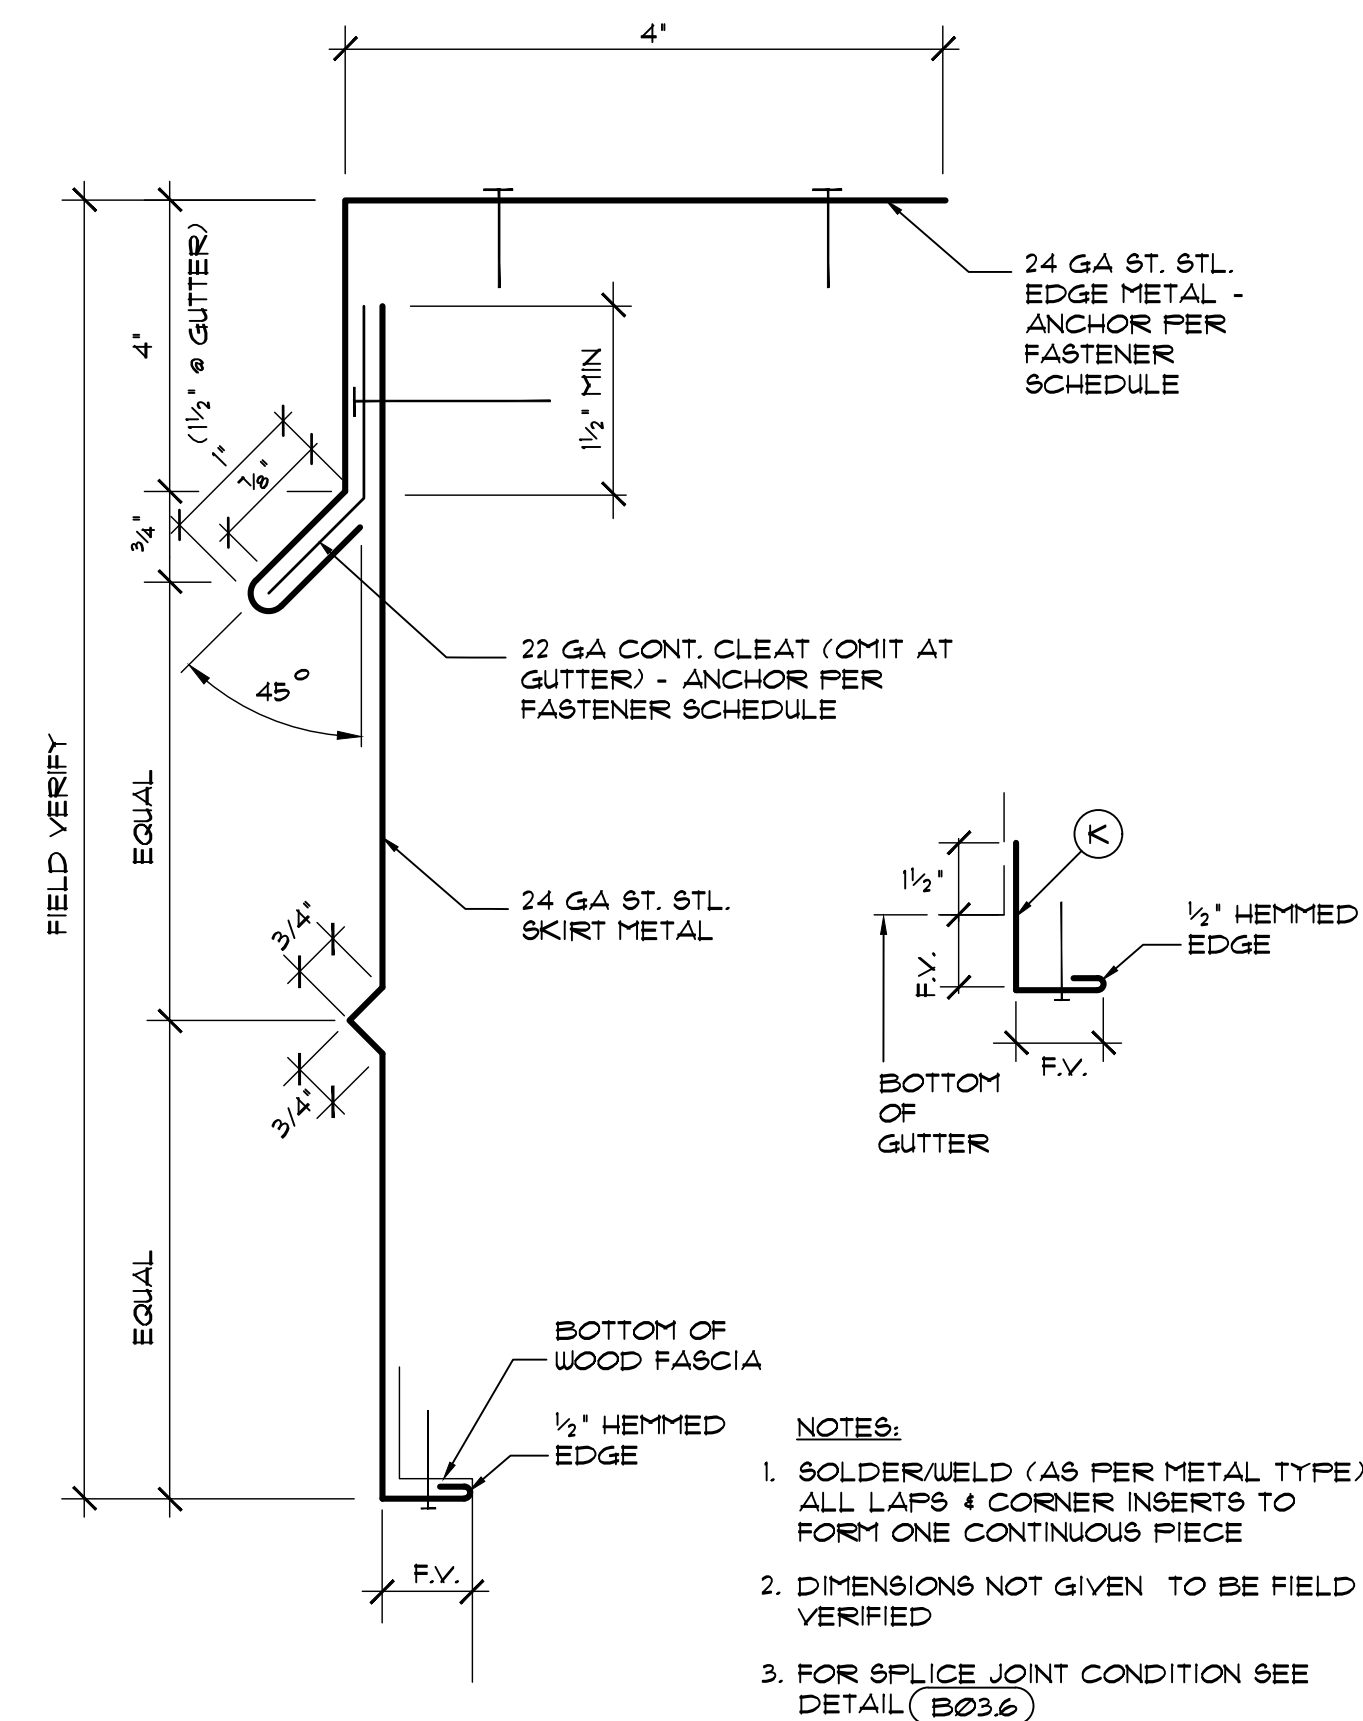 4"
24 GA ST. STL.
EDGE METAL -
ANCHOR PER
FASTENER
SCHEDULE
4"
(1½" @ GUTTER)
1½" MIN
1"
⅞"
¾"
45°
22 GA CONT. CLEAT (OMIT AT
GUTTER) - ANCHOR PER
FASTENER SCHEDULE
FIELD VERIFY
EQUAL
24 GA ST. STL.
SKIRT METAL
3/4"
3/4"
K
1½"
F.V.
½" HEMMED
EDGE
F.V.
BOTTOM
OF
GUTTER
EQUAL
BOTTOM OF
WOOD FASCIA
½" HEMMED
EDGE
F.V.
NOTES:
1. SOLDER/WELD (AS PER METAL TYPE)
ALL LAPS & CORNER INSERTS TO
FORM ONE CONTINUOUS PIECE
2. DIMENSIONS NOT GIVEN TO BE FIELD
VERIFIED
3. FOR SPLICE JOINT CONDITION SEE
DETAIL BØ3.6